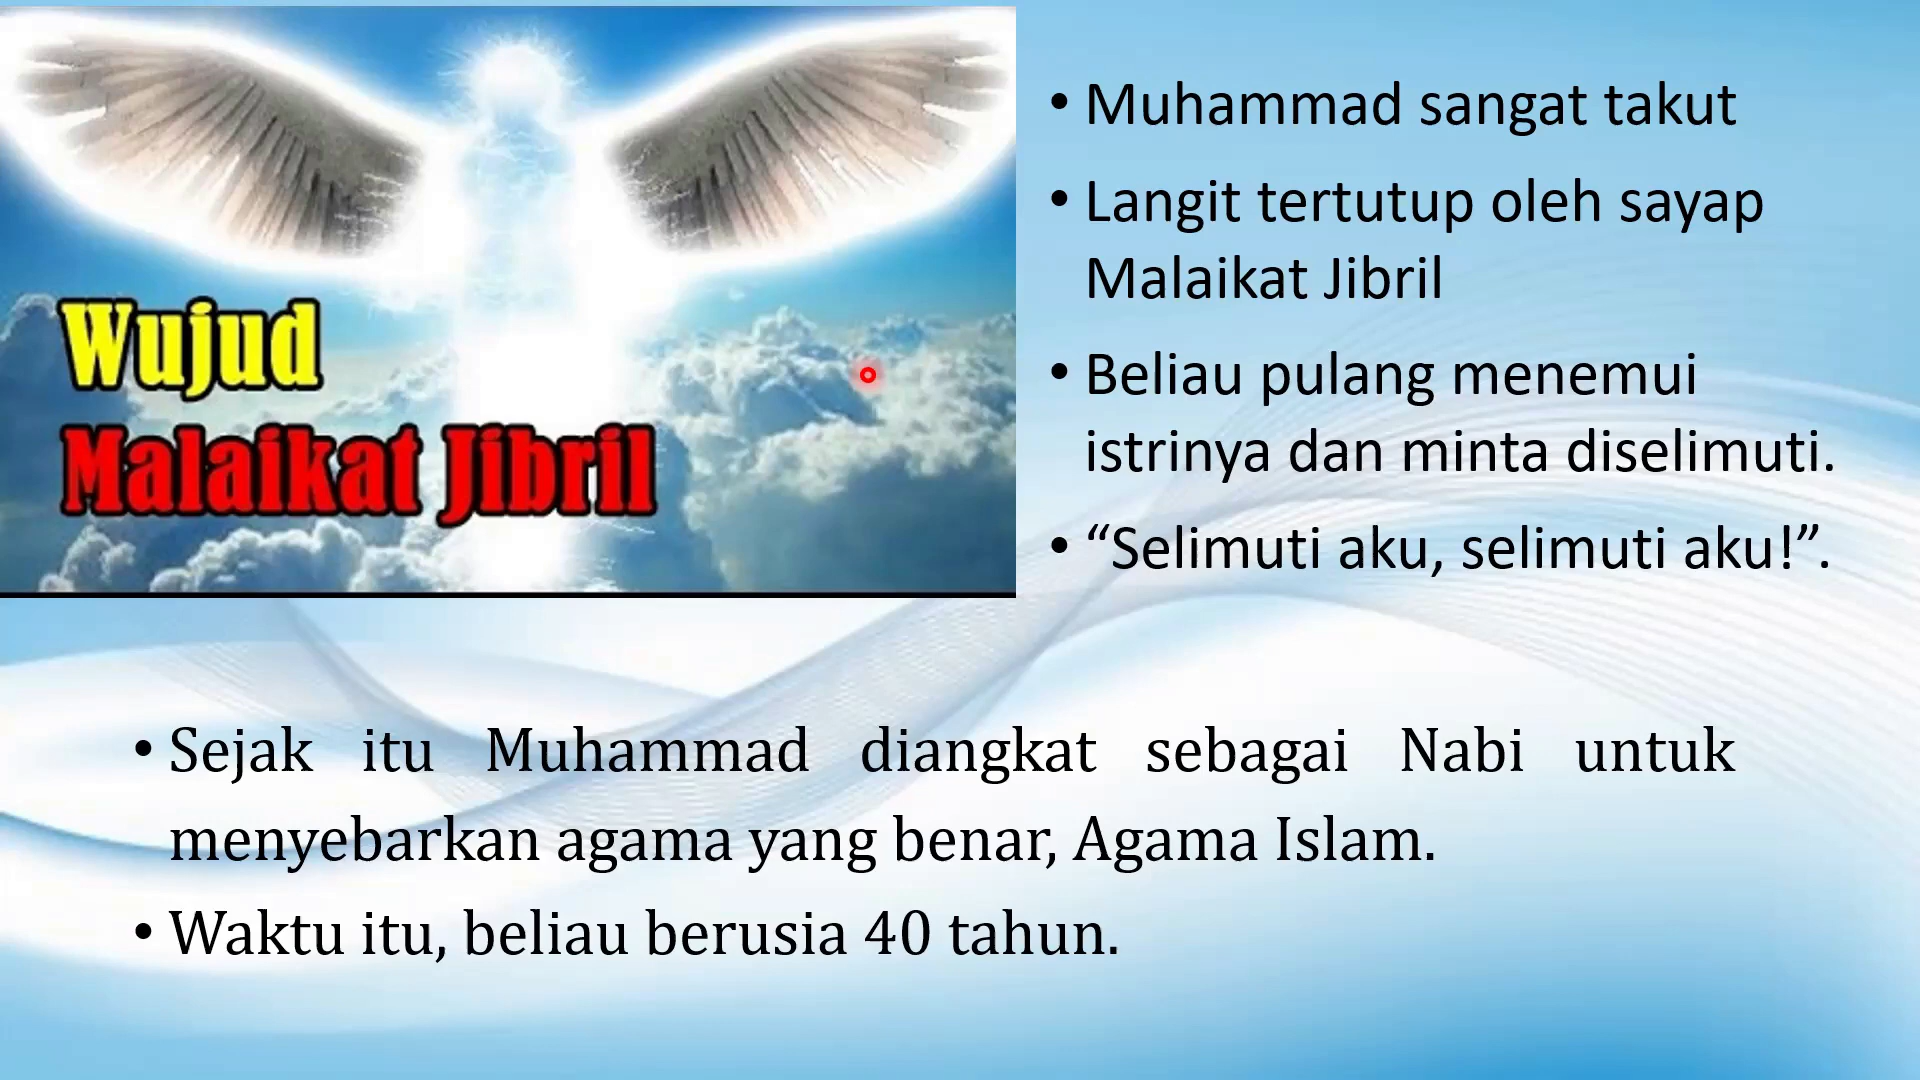 Wujud
Malaikat Jibril
• Muhammad sangat takut
• Langit tertutup oleh sayap
Malaikat Jibril
• Beliau pulang menemui
istrinya dan minta diselimuti.
• “Selimuti aku, selimuti aku!”.
• Sejak itu Muhammad diangkat sebagai Nabi untuk
menyebarkan agama yang benar, Agama Islam.
• Waktu itu, beliau berusia 40 tahun.